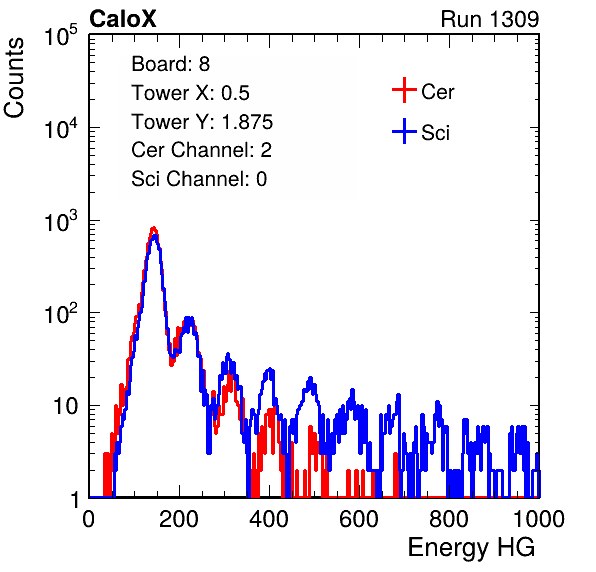 CaloX Run 1309
Counts
10^5
10^4
10^3
10^2
10
1
Board: 8
Tower X: 0.5
Tower Y: 1.875
Cer Channel: 2
Sci Channel: 0
Cer
Sci
0 200 400 600 800 1000
Energy HG